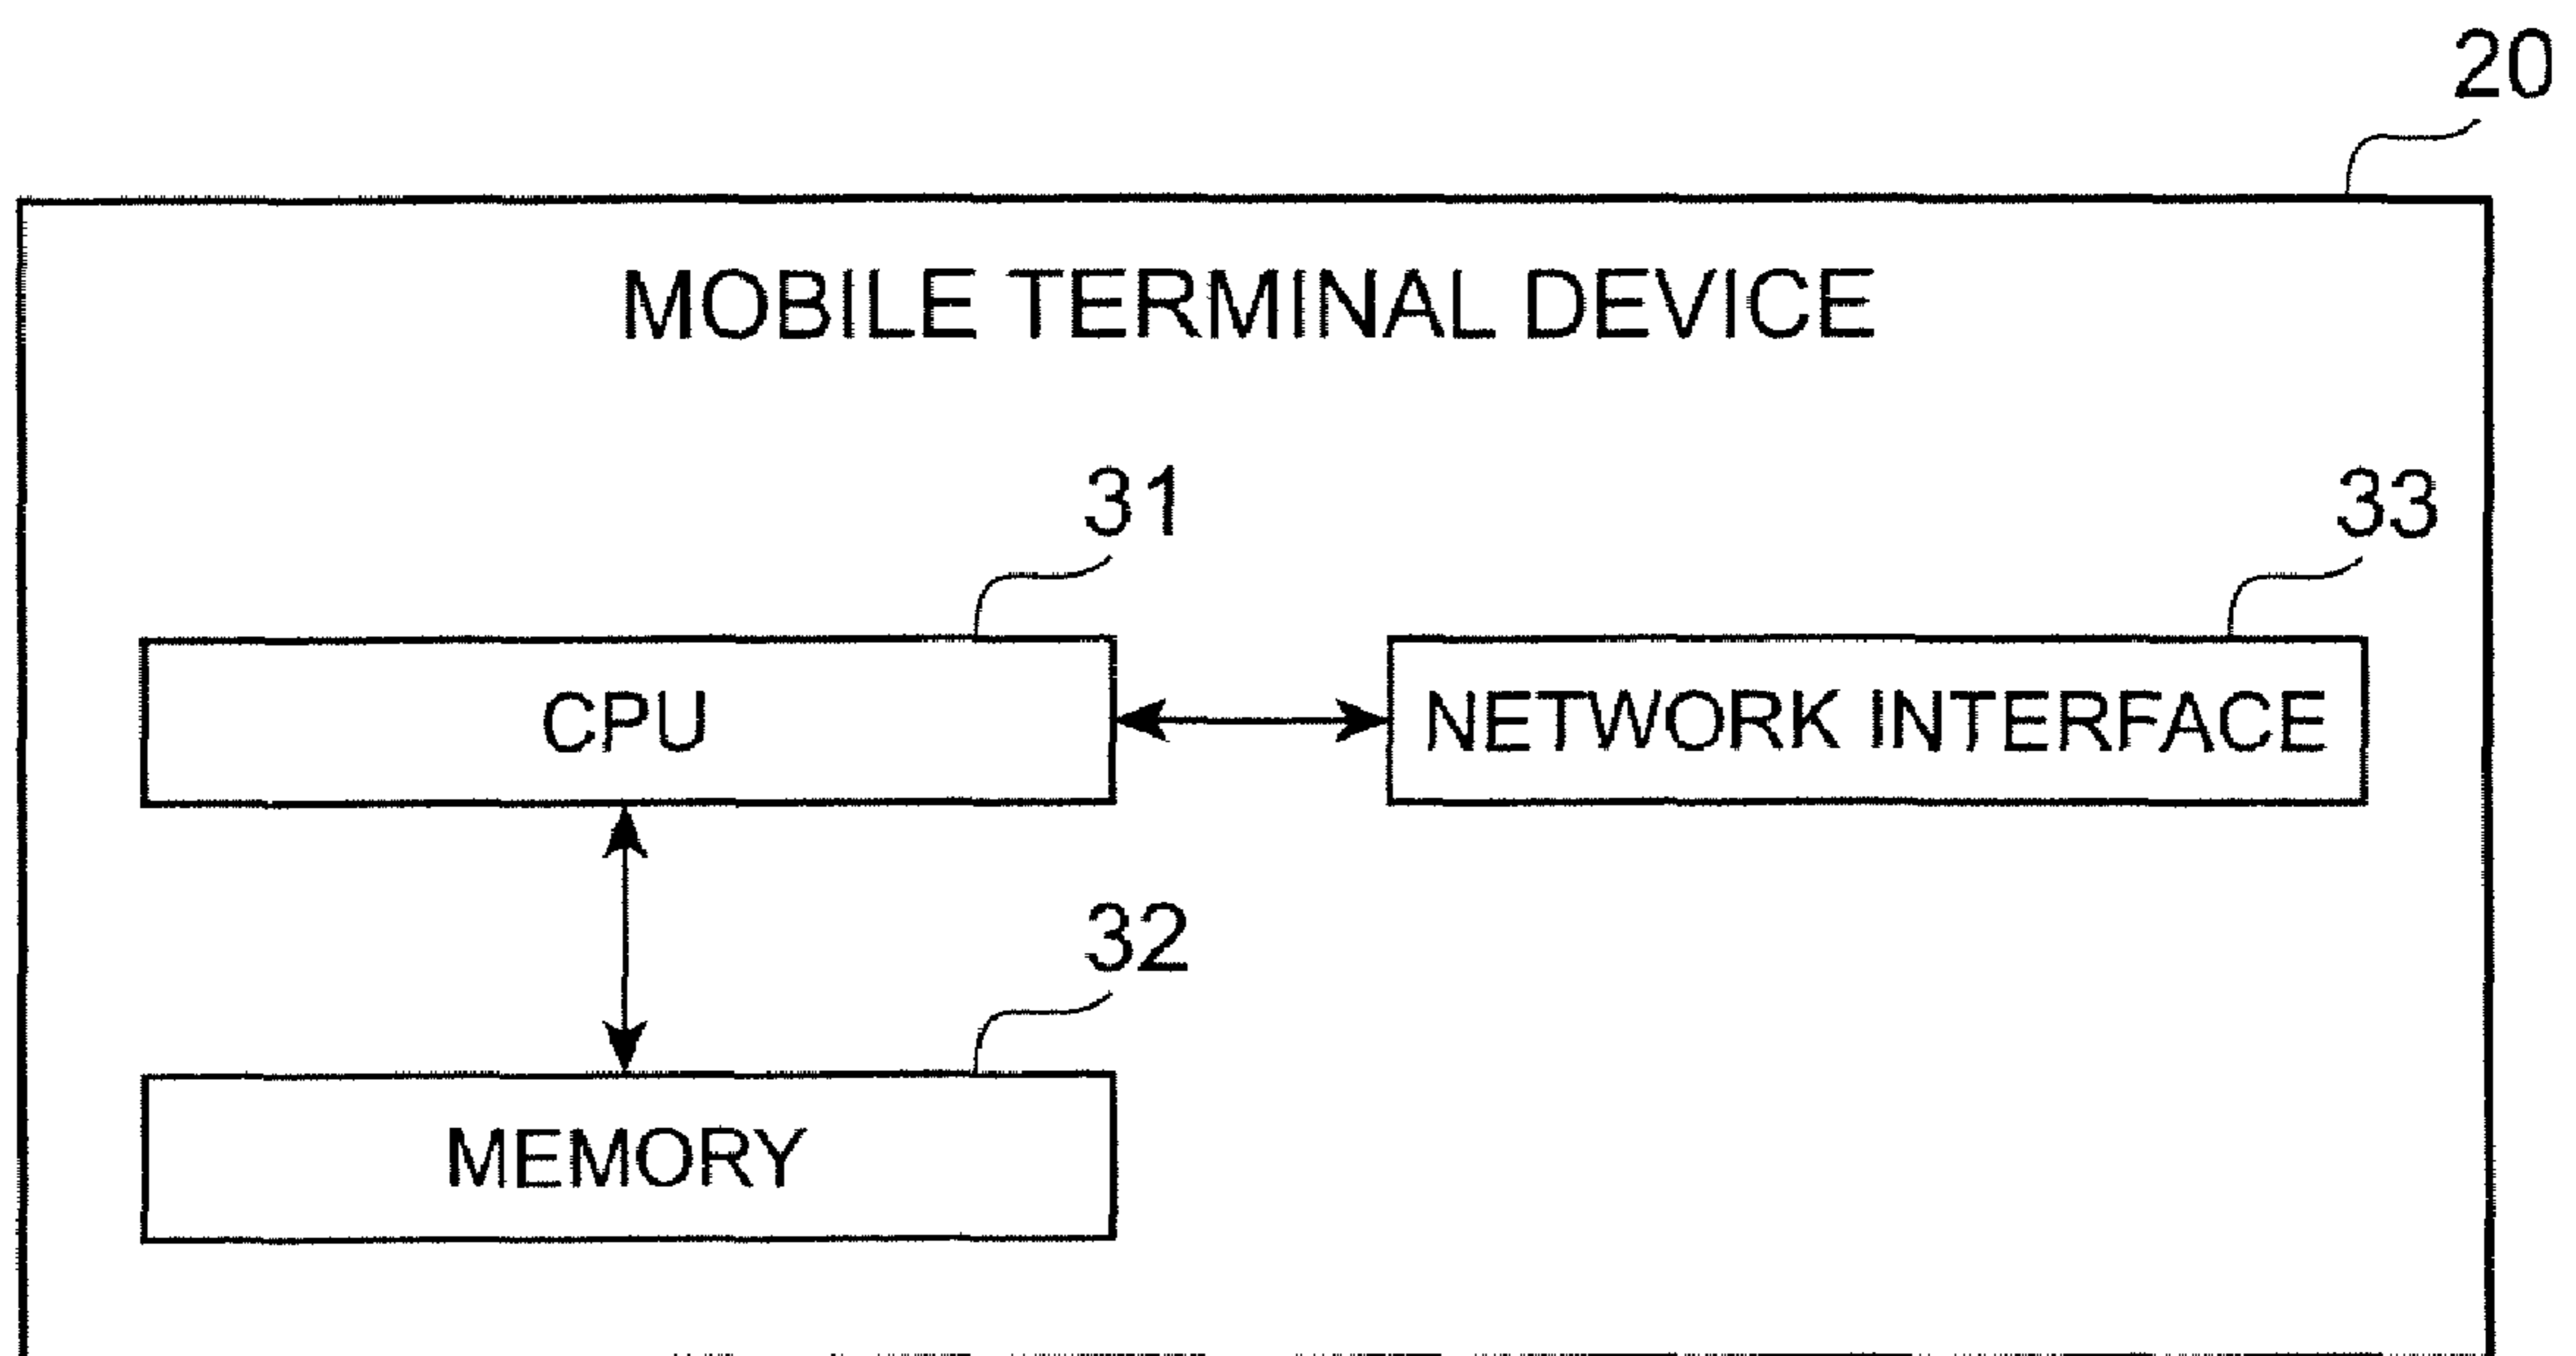 20
MOBILE TERMINAL DEVICE
31
33
CPU
NETWORK INTERFACE
32
MEMORY